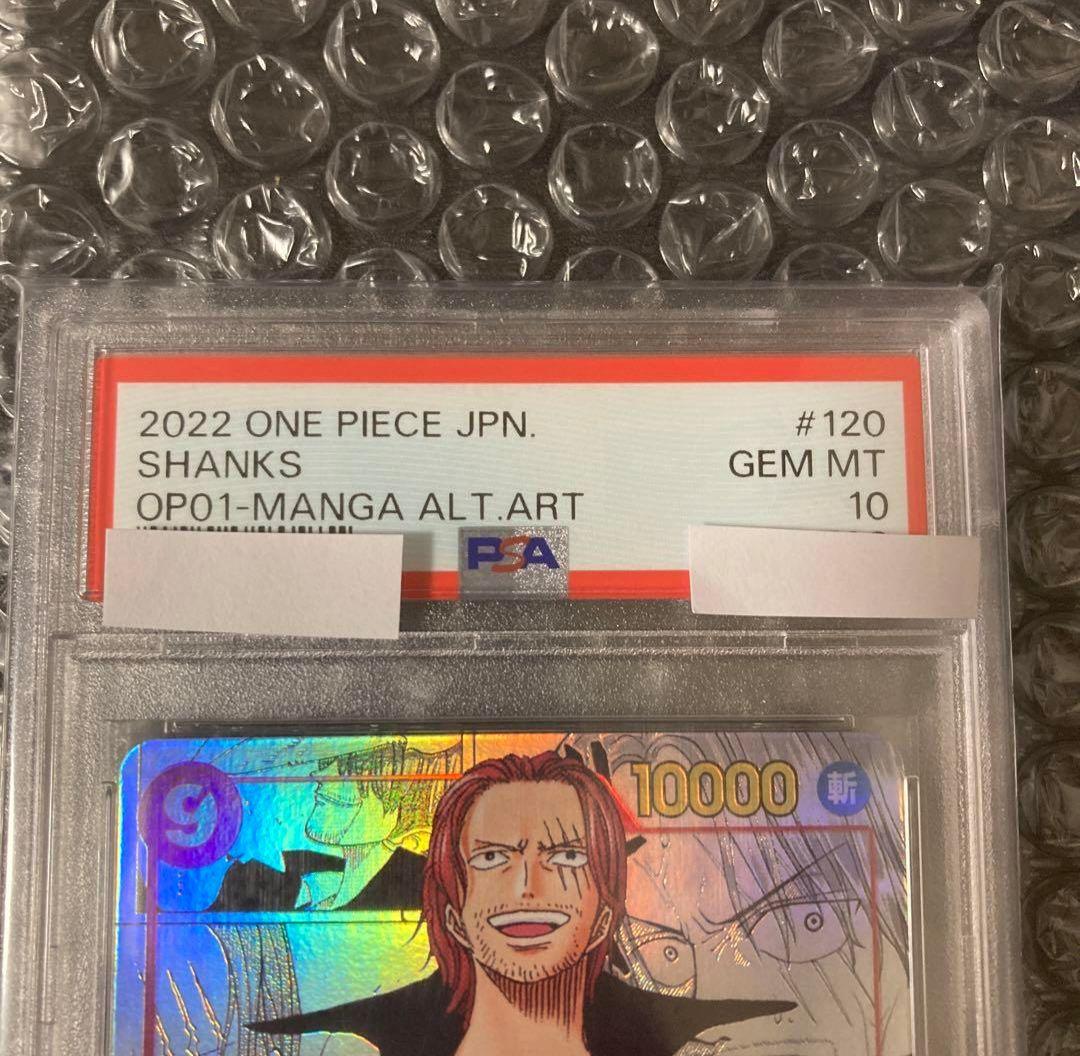 2022 ONE PIECE JPN. #120
SHANKS GEM MT
OP01-MANGA ALT.ART 10
PSA
9 10000 斬